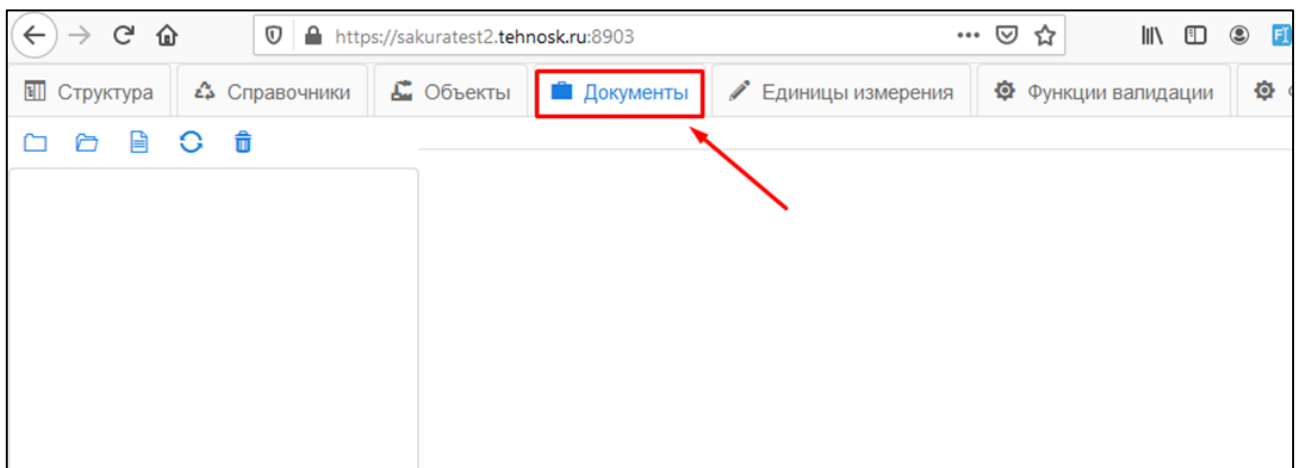 https://sakuratest2.tehnosk.ru:8903
Структура Справочники Объекты Документы Единицы измерения Функции валидации